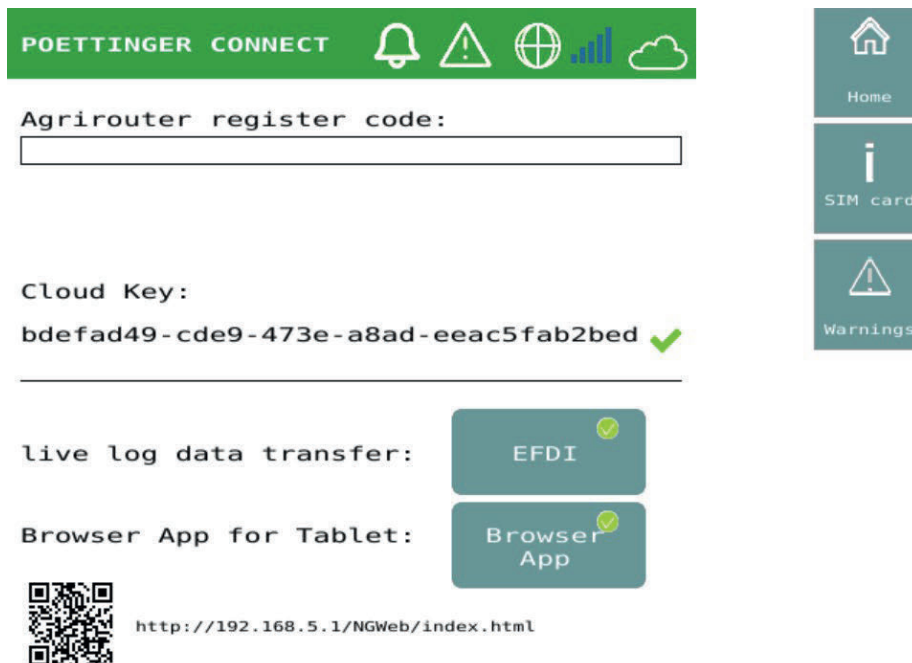 POETTINGER CONNECT
Agrirouter register code:
Cloud Key:
bdefad49-cde9-473e-a8ad-eeac5fab2bed
live log data transfer:
EFDI
Browser App for Tablet:
Browser
App
http://192.168.5.1/NGWeb/index.html
Home
i
SIM card
Warnings